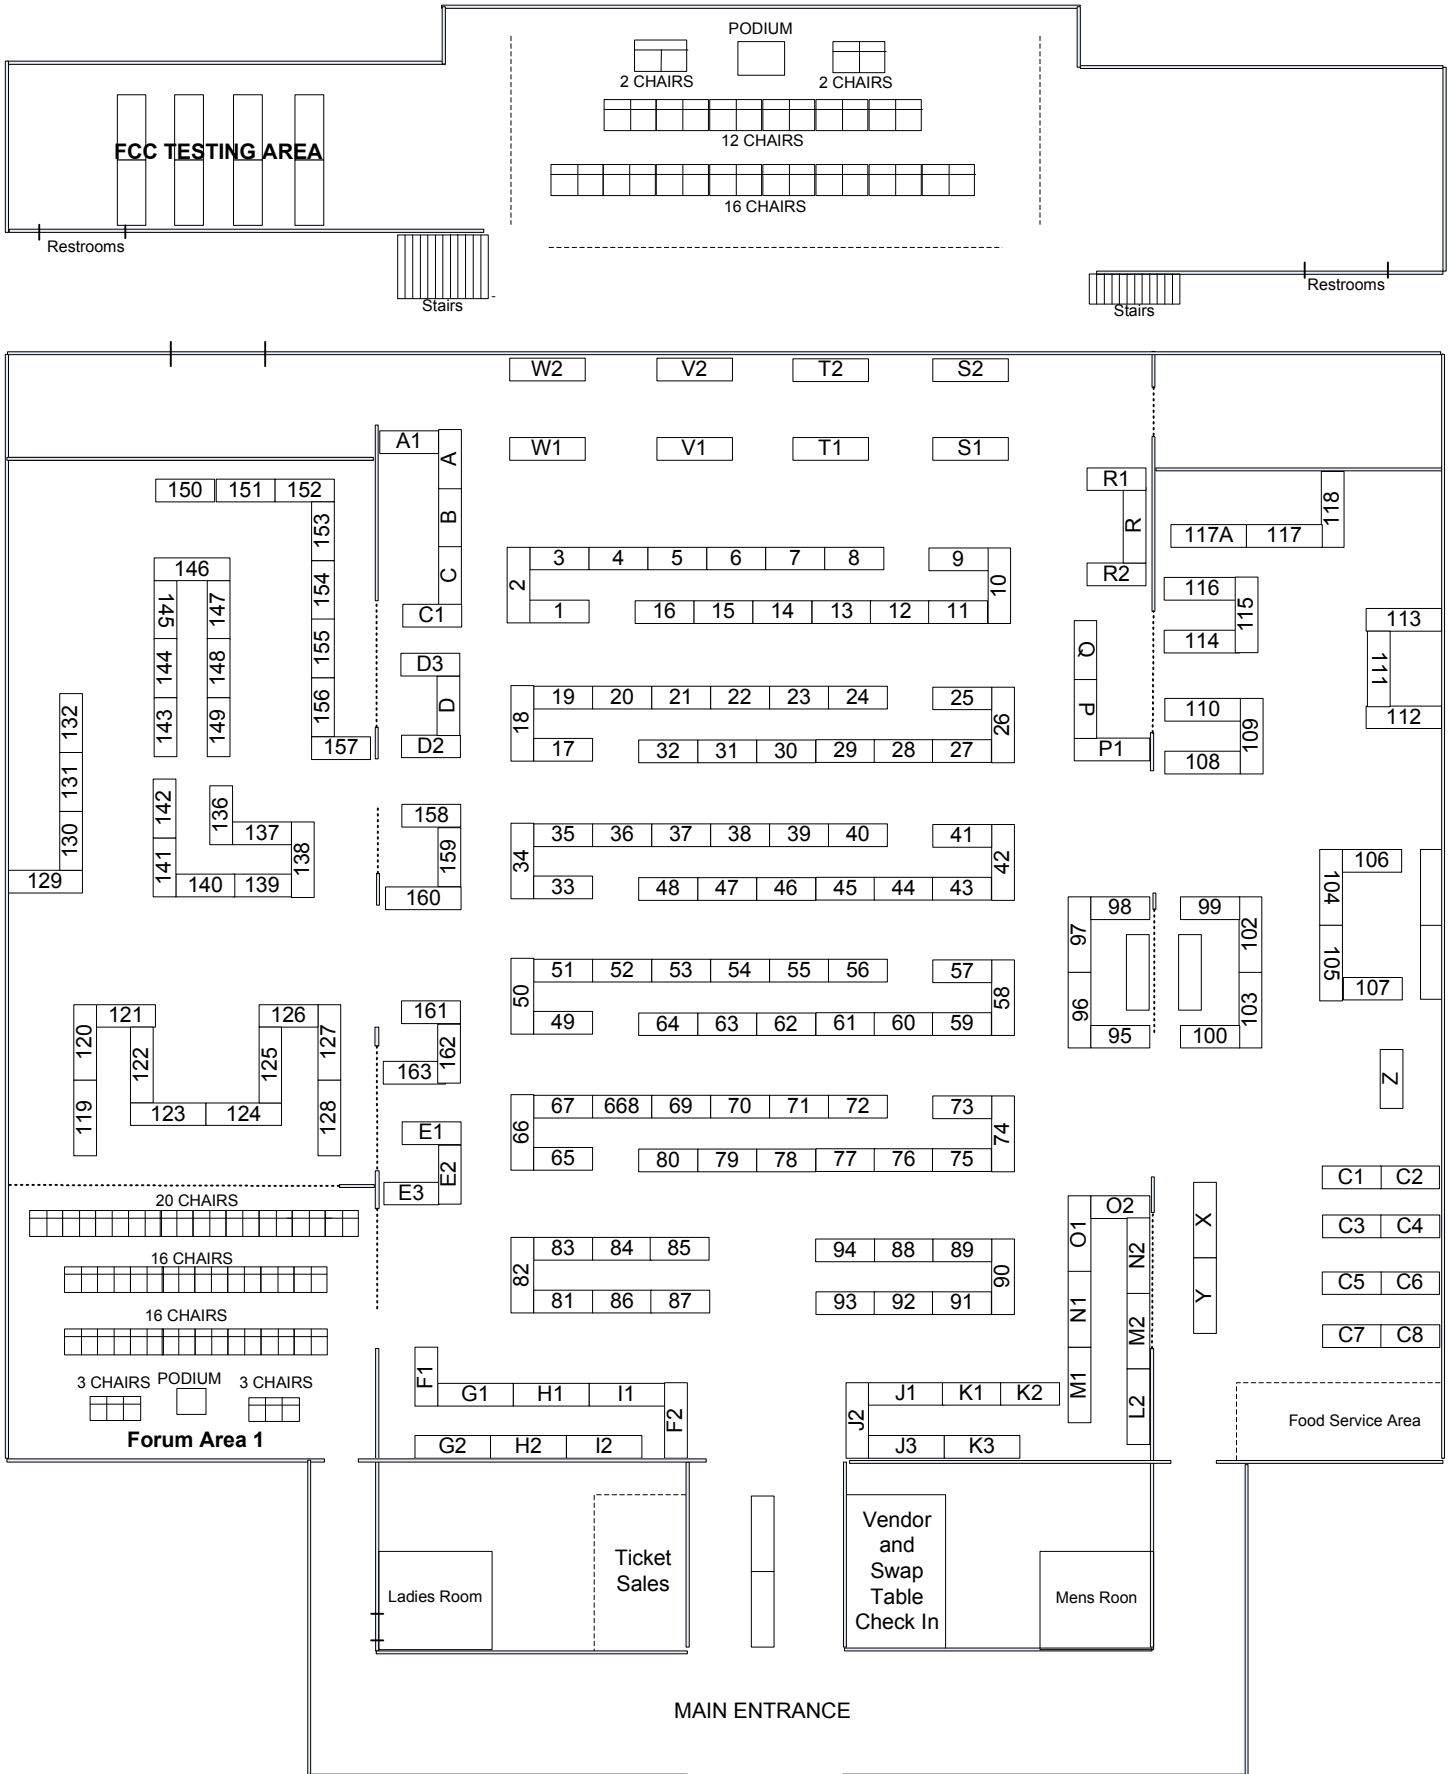 PODIUM
2 CHAIRS
2 CHAIRS
12 CHAIRS
FCC TESTING AREA
16 CHAIRS
Restrooms
Stairs
Restrooms
Stairs
W2
V2
T2
S2
A1
A
W1
V1
T1
S1
B
C
C1
R1
R
R2
118
117A
117
150
151
152
153
154
155
156
157
146
145
147
144
148
143
149
3
4
5
6
7
8
9
2
10
1
16
15
14
13
12
11
116
115
114
113
111
112
Q
P
P1
110
109
108
D3
D
D2
19
20
21
22
23
24
25
18
26
17
32
31
30
29
28
27
132
131
130
129
142
141
136
137
138
140
139
158
159
160
35
36
37
38
39
40
41
34
42
33
48
47
46
45
44
43
98
97
96
95
99
102
103
100
106
104
105
107
51
52
53
54
55
56
57
50
58
49
64
63
62
61
60
59
121
120
122
119
123
124
126
125
127
128
161
162
163
Z
67
668
69
70
71
72
73
66
74
65
80
79
78
77
76
75
E1
E2
E3
C1
C2
C3
C4
C5
C6
C7
C8
X
Y
O2
O1
N2
N1
M2
M1
L2
20 CHAIRS
16 CHAIRS
16 CHAIRS
3 CHAIRS
PODIUM
3 CHAIRS
Forum Area 1
83
84
85
82
81
86
87
94
88
89
90
93
92
91
F1
G1
H1
I1
F2
G2
H2
I2
J1
K1
K2
J2
J3
K3
Food Service Area
Ladies Room
Ticket
Sales
Vendor
and
Swap
Table
Check In
Mens Roon
MAIN ENTRANCE